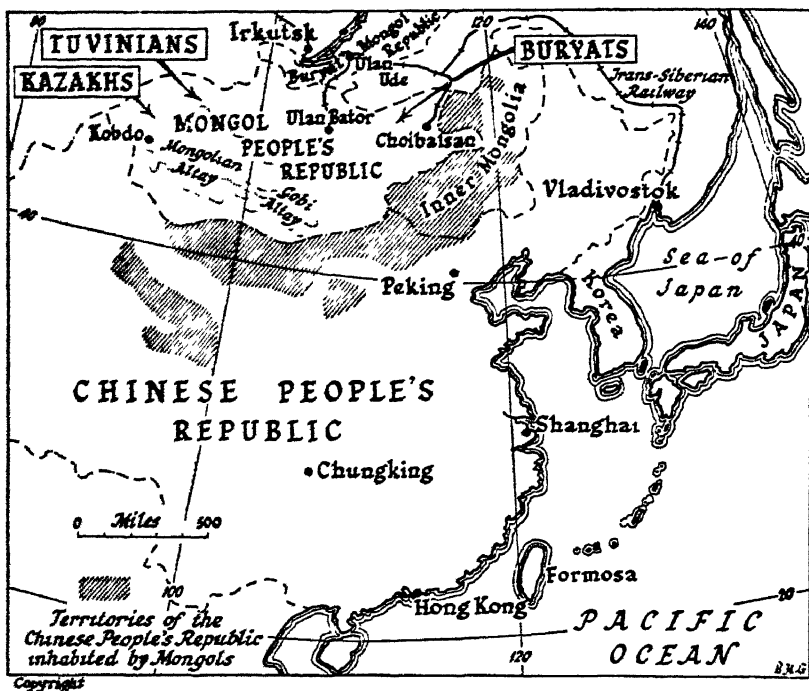 80
120
140
TUVINIANS
KAZAKHS
BURYATS
Irkutsk
Buryat Mongol
Republic
Ulan
Ude
Trans-Siberian
Railway
Ulan Bator
Choibalsan
Kobdo
MONGOL
PEOPLE'S
REPUBLIC
Mongolian
Altay
Gobi
Altay
Inner Mongolia
Vladivostok
40
40
Peking
Korea
Sea of
Japan
JAPAN
CHINESE PEOPLE'S
REPUBLIC
Shanghai
Chungking
0 Miles 500
Formosa
Hong Kong
100
20
120
PACIFIC
OCEAN
Territories of the
Chinese People's Republic
inhabited by Mongols
Copyright